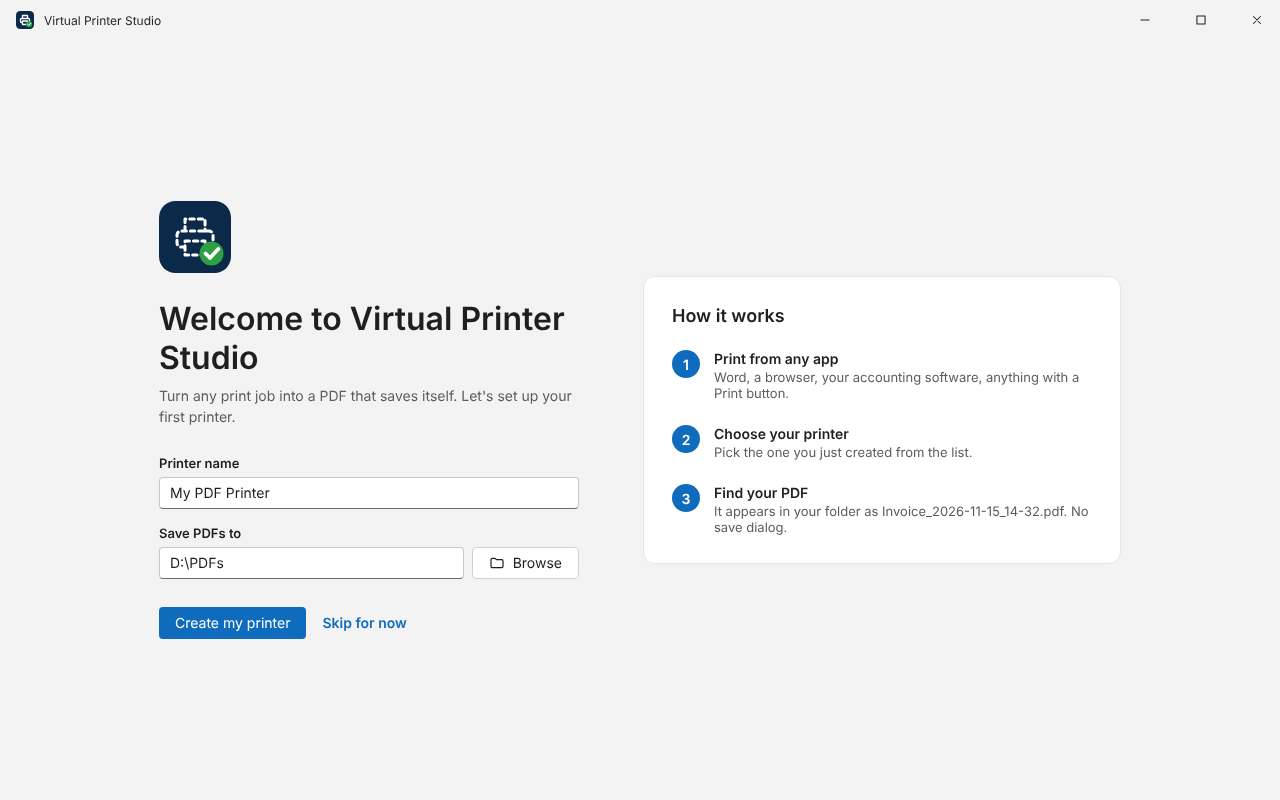 Virtual Printer Studio
Welcome to Virtual Printer
Studio
Turn any print job into a PDF that saves itself. Let's set up your
first printer.
Printer name
My PDF Printer
Save PDFs to
D:\PDFs
Browse
Create my printer
Skip for now
How it works
1
Print from any app
Word, a browser, your accounting software, anything with a
Print button.
2
Choose your printer
Pick the one you just created from the list.
3
Find your PDF
It appears in your folder as Invoice_2026-11-15_14-32.pdf. No
save dialog.